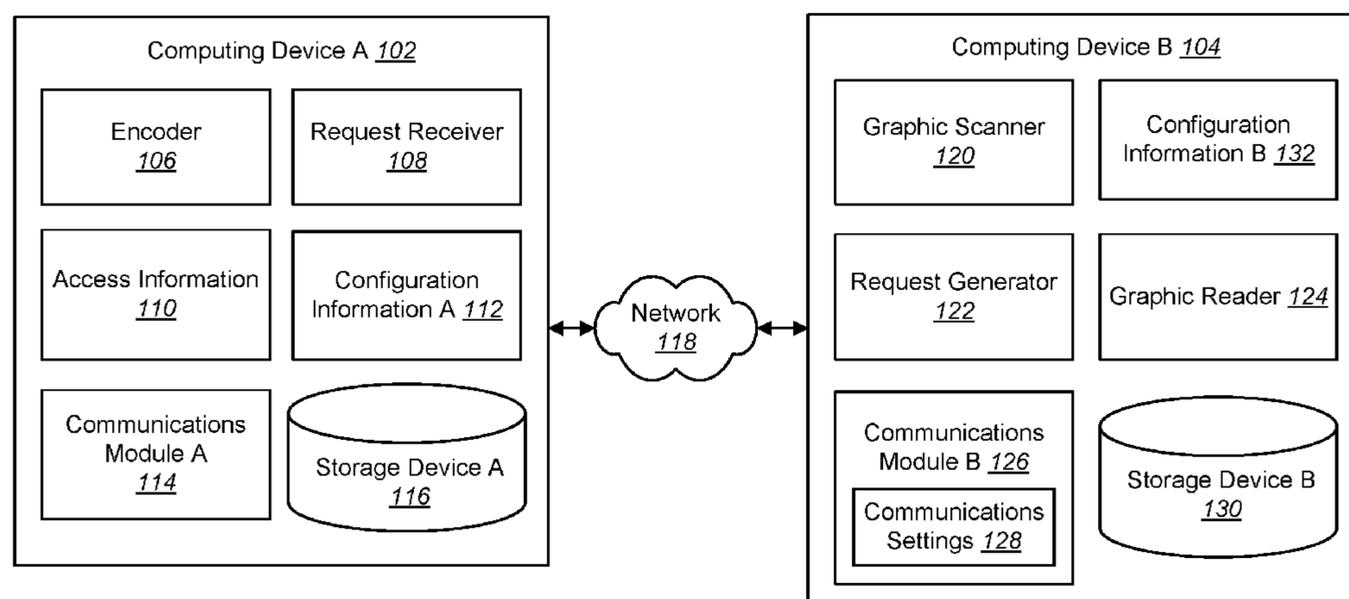 Computing Device A 102
Encoder
106
Request Receiver
108
Access Information
110
Configuration
Information A 112
Communications
Module A
114
Storage Device A
116
Network
118
Computing Device B 104
Graphic Scanner
120
Configuration
Information B 132
Request Generator
122
Graphic Reader 124
Communications
Module B 126
Communications
Settings 128
Storage Device B
130